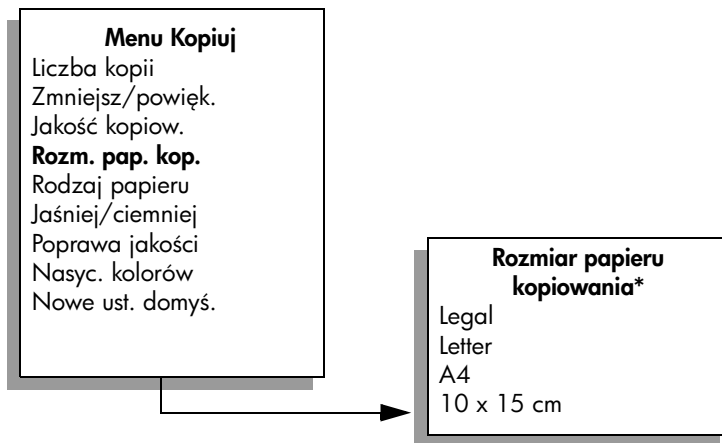 Menu Kopiuj
Liczba kopii
Zmniejsz/powięk.
Jakość kopiow.
Rozm. pap. kop.
Rodzaj papieru
Jaśniej/ciemniej
Poprawa jakości
Nasyc. kolorów
Nowe ust. domyś.
Rozmiar papieru
kopiowania*
Legal
Letter
A4
10 x 15 cm